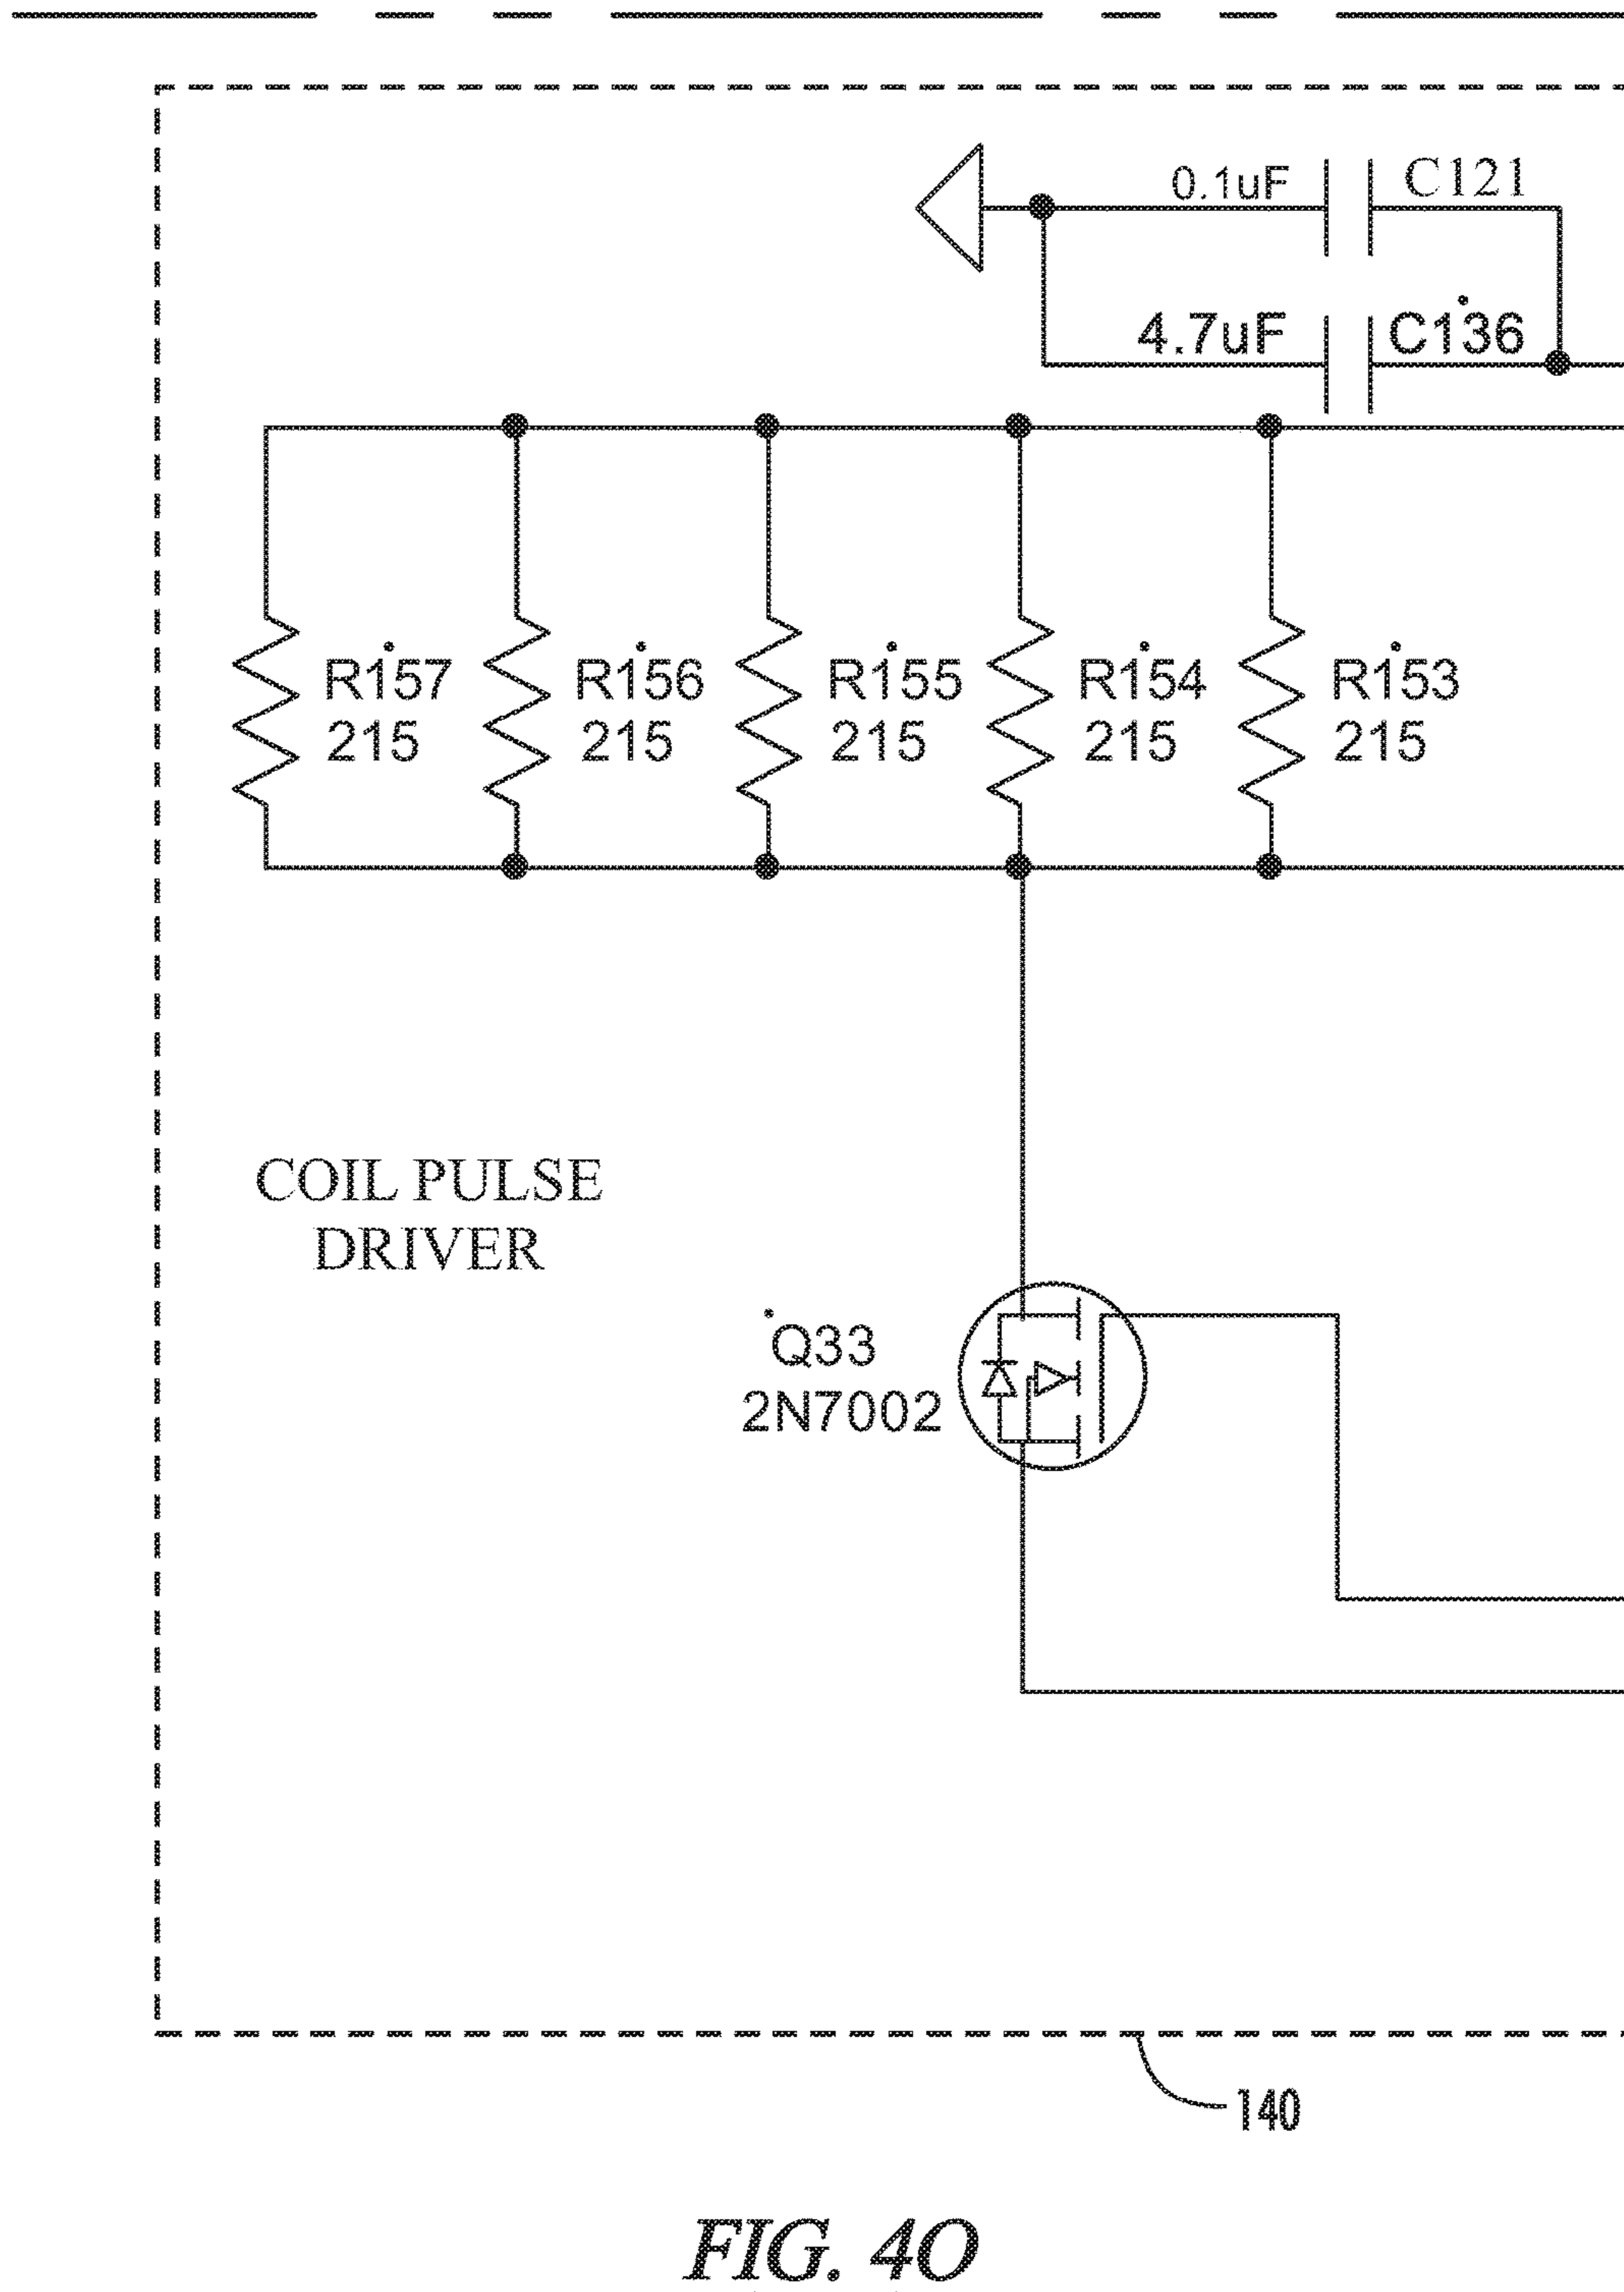 0.1uF C121
4.7uF C136
R157 R156 R155 R154 R153
215 215 215 215 215
COIL PULSE
DRIVER
Q33
2N7002
140
FIG. 4O